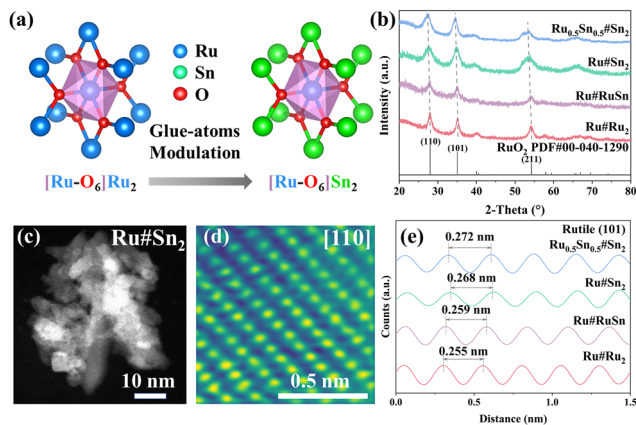 (a)
Ru
Sn
O
Glue-atoms
Modulation
[Ru-O₆]Ru₂
[Ru-O₆]Sn₂
(b)
Intensity (a.u.)
Ru₀.₅Sn₀.₅#Sn₂
Ru#Sn₂
Ru#RuSn
Ru#Ru₂
(110)
(101)
(211)
RuO₂ PDF#00-040-1290
20 30 40 50 60 70 80
2-Theta (°)
(c)
Ru#Sn₂
10 nm
(d)
[110]
0.5 nm
(e)
Counts (a.u.)
Rutile (101)
0.272 nm
Ru₀.₅Sn₀.₅#Sn₂
0.268 nm
Ru#Sn₂
0.259 nm
Ru#RuSn
0.255 nm
Ru#Ru₂
0.0 0.5 1.0 1.5
Distance (nm)